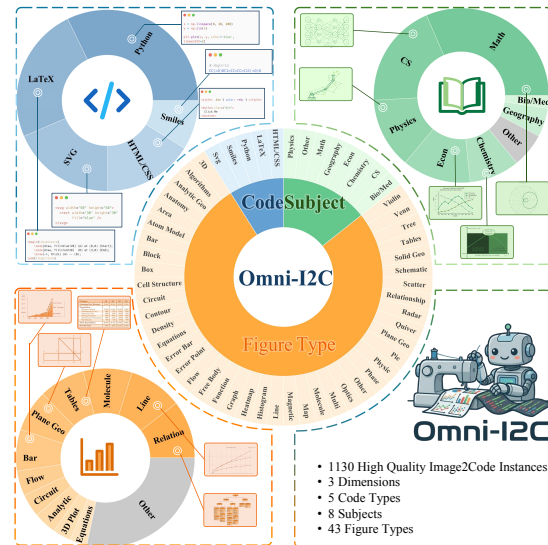 Python
LaTeX
Smiles
SVG
HTML/CSS
Math
CS
Physics
Bio/Med
Geography
Other
Econ
Chemistry
HTML/CSS
LaTeX
Python
Smiles
Svg
Physics
Other
Math
Geography
Econ
Chemistry
CS
Bio/Med
Code
Subject
Omni-I2C
Figure Type
3D
Algorithms
Analytic Geo
Anatomy
Area
Atom Model
Bar
Block
Box
Cell Structure
Circuit
Contour
Density
Equations
Error Bar
Error Point
Flow
Free Body
Function
Graph
Heatmap
Histogram
Line
Magnetic
Map
Molecule
Multi
Optics
Other
Phase
Physic
Pie
Plane Geo
Quiver
Radar
Relationship
Scatter
Schematic
Solid Geo
Tables
Tree
Venn
Violin
Molecule
Line
Tables
Plane Geo
Relation
Bar
Flow
Circuit
Analytic
3D Plot
Equations
Other
Omni-I2C
• 1130 High Quality Image2Code Instances
• 3 Dimensions
• 5 Code Types
• 8 Subjects
• 43 Figure Types